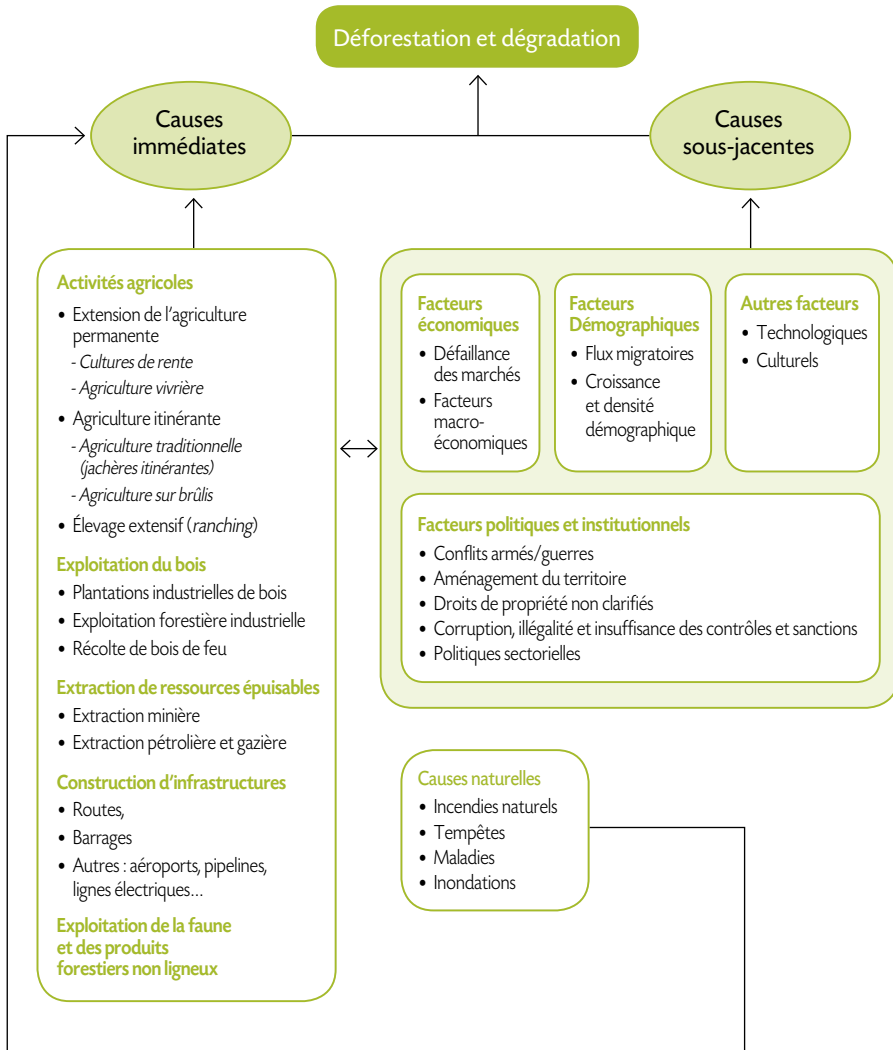 Déforestation et dégradation
Causes
immédiates
Causes
sous-jacentes
Activités agricoles
• Extension de l'agriculture
permanente
- Cultures de rente
- Agriculture vivrière
• Agriculture itinérante
- Agriculture traditionnelle
(jachères itinérantes)
- Agriculture sur brûlis
• Élevage extensif (ranching)
Exploitation du bois
• Plantations industrielles de bois
• Exploitation forestière industrielle
• Récolte de bois de feu
Extraction de ressources épuisables
• Extraction minière
• Extraction pétrolière et gazière
Construction d'infrastructures
• Routes,
• Barrages
• Autres : aéroports, pipelines,
lignes électriques...
Exploitation de la faune
et des produits
forestiers non ligneux
Facteurs
économiques
• Défaillance
des marchés
• Facteurs
macro-
économiques
Facteurs
Démographiques
• Flux migratoires
• Croissance
et densité
démographique
Autres facteurs
• Technologiques
• Culturels
Facteurs politiques et institutionnels
• Conflits armés/guerres
• Aménagement du territoire
• Droits de propriété non clarifiés
• Corruption, illégalité et insuffisance des contrôles et sanctions
• Politiques sectorielles
Causes naturelles
• Incendies naturels
• Tempêtes
• Maladies
• Inondations